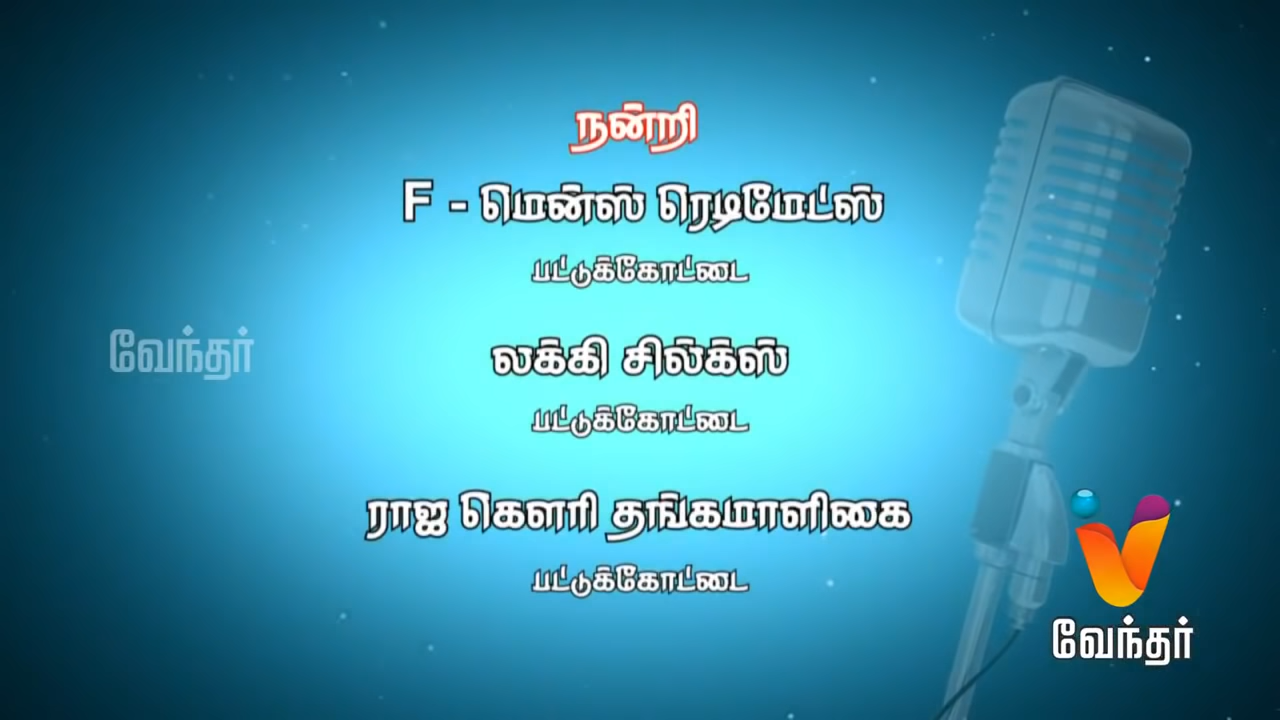 நன்றி
F - மென்ஸ் ரெடிமேட்ஸ்
பட்டுக்கோட்டை
வேந்தர்
லக்கி சில்க்ஸ்
பட்டுக்கோட்டை
ராஜ கௌரி தங்கமாளிகை
பட்டுக்கோட்டை
வேந்தர்